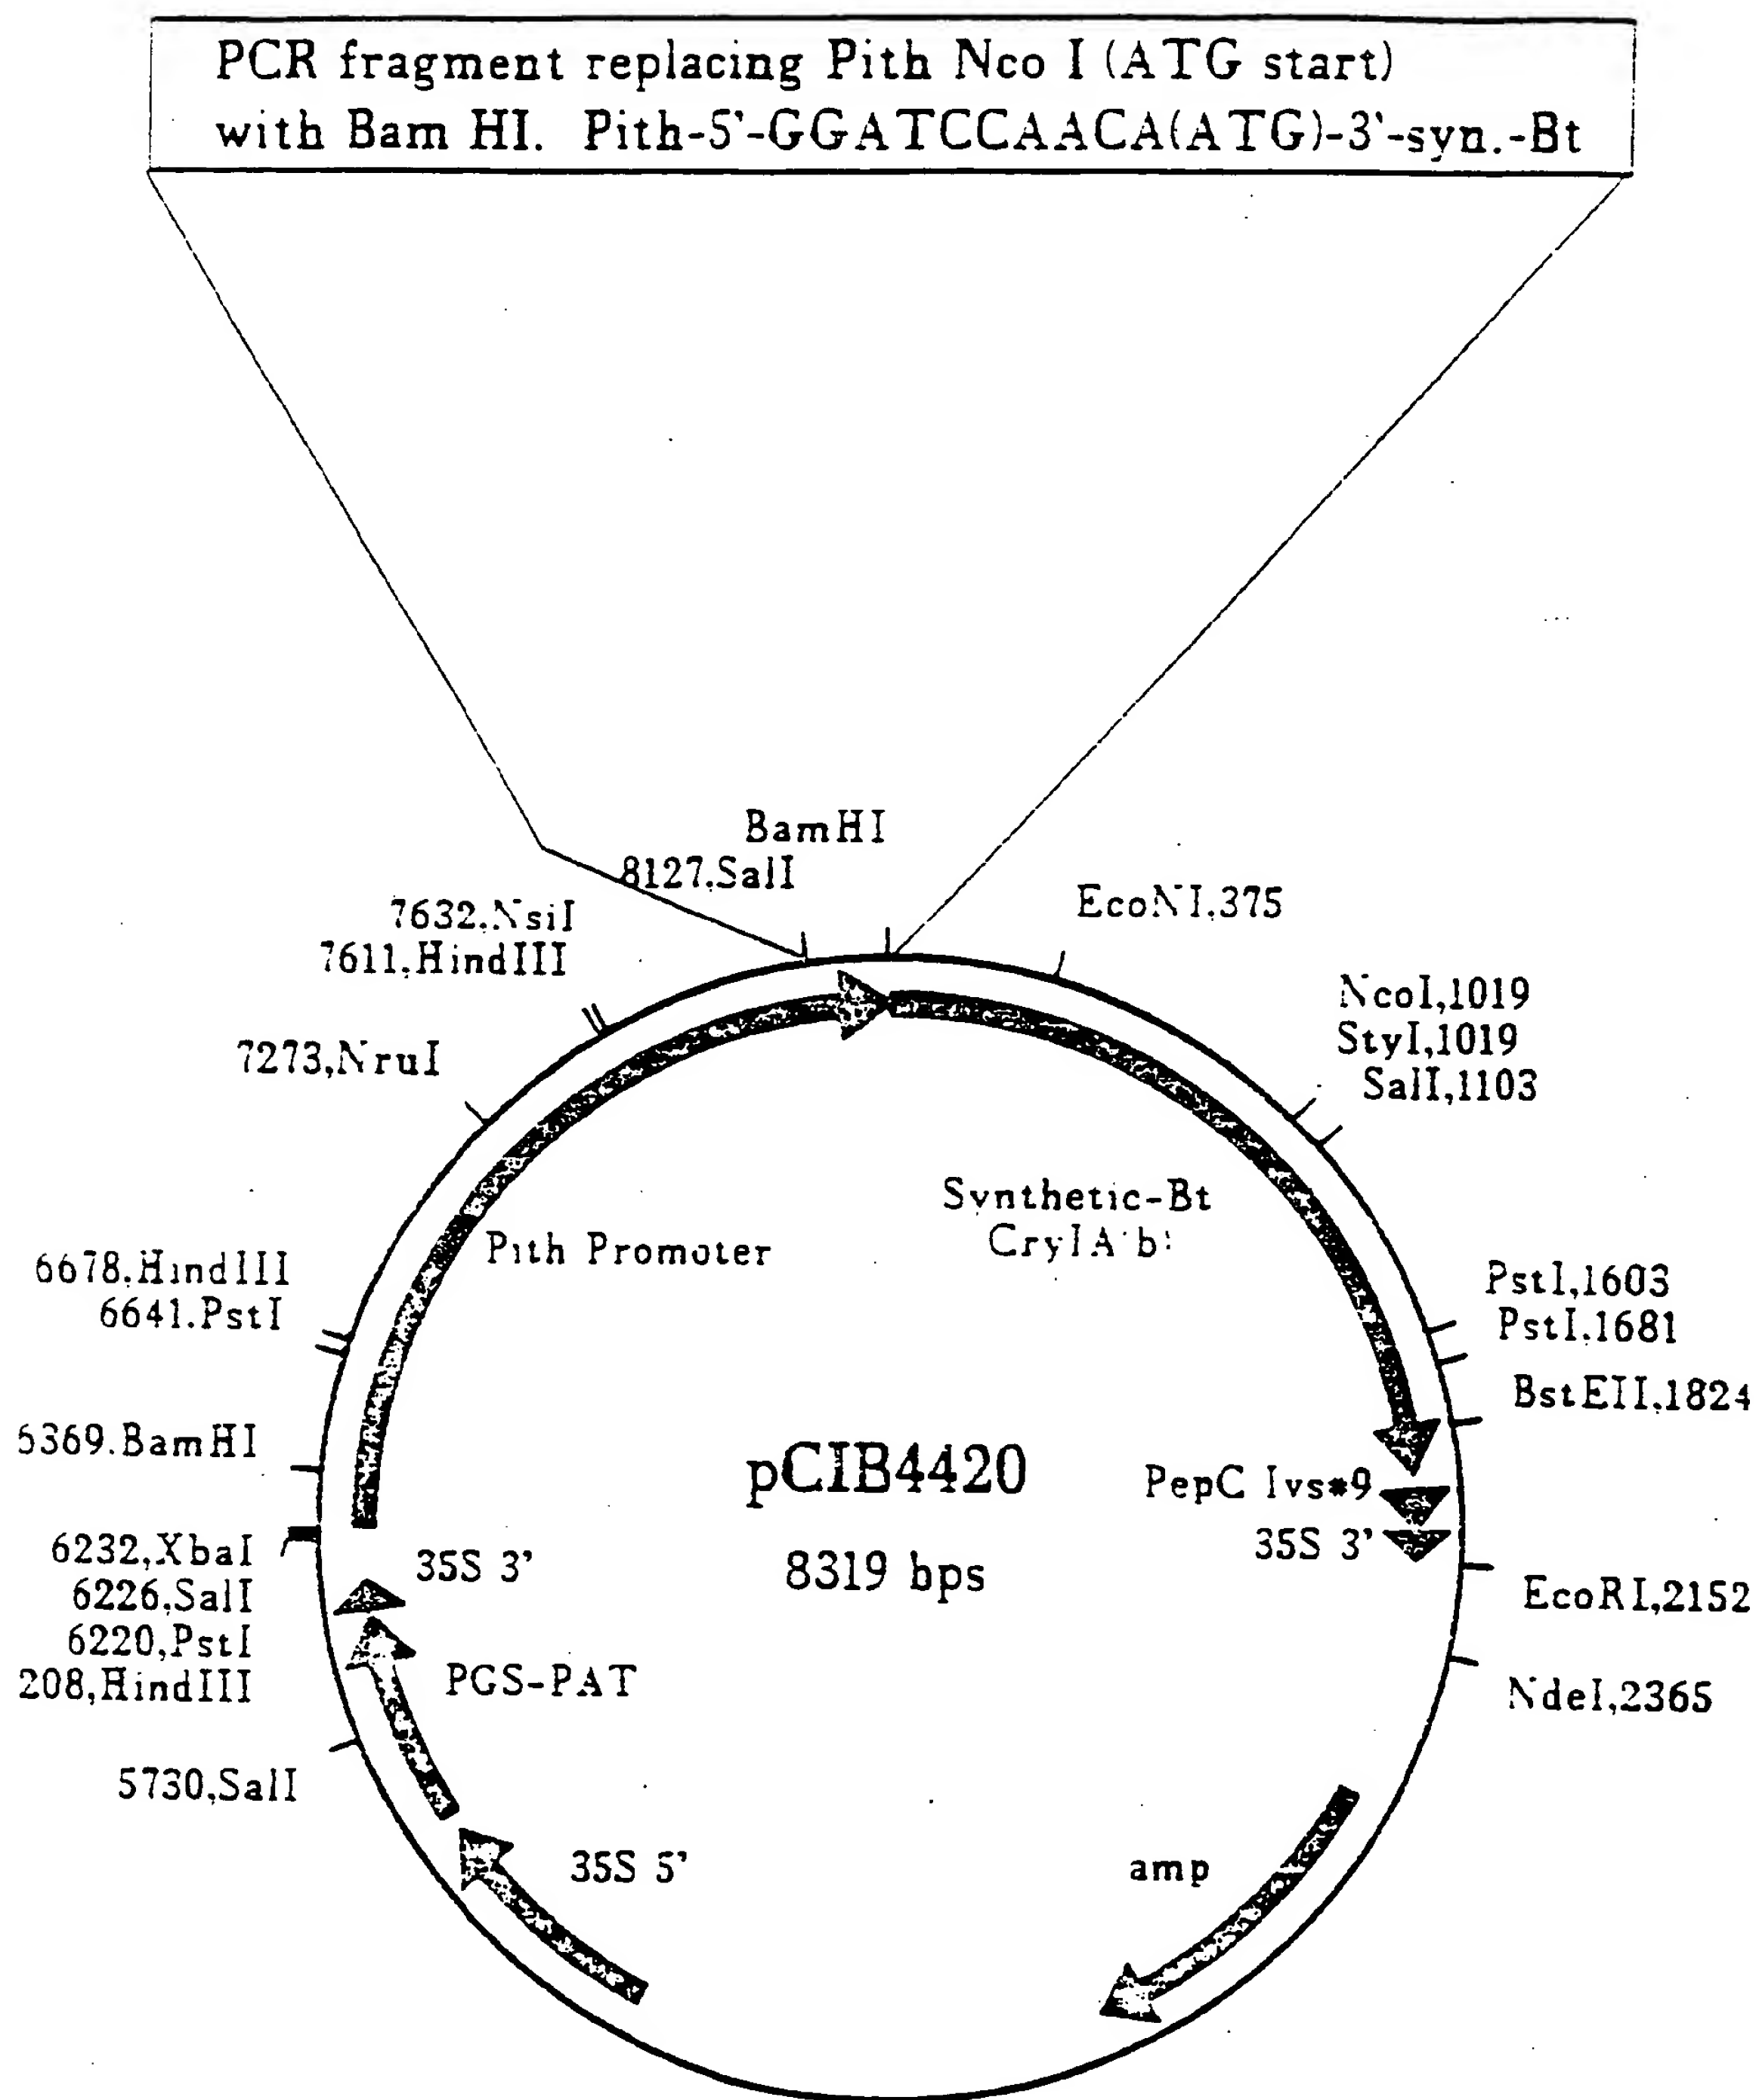 PCR fragment replacing Pith Nco I (ATG start)
with Bam HI. Pith-5'-GGATCCAACA(ATG)-3'-syn.-Bt
BamHI
8127,SalI
7632,NsiI
7611,HindIII
7273,NruI
EcoNI,375
NcoI,1019
StyI,1019
SalI,1103
Synthetic-Bt
CryIA
Pith Promoter
6678,HindIII
6641.PstI
PstI,1603
PstI,1681
BstEII,1824
6369.BamHI
pCIB4420
8319 bps
PepC Ivs#9
35S 3'
6232,XbaI
6226,SalI
6220,PstI
208,HindIII
35S 3'
EcoRI,2152
PGS-PAT
NdeI,2365
5730,SalI
35S 5'
amp